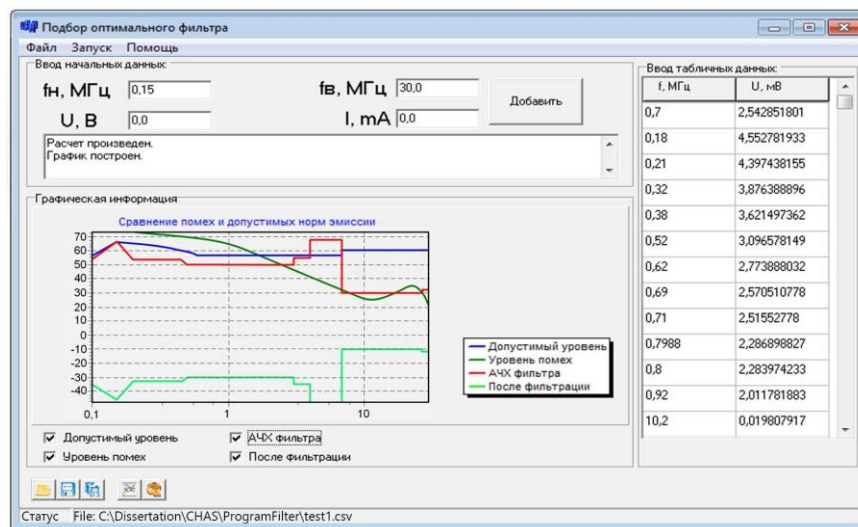 Подбор оптимального фильтра
Файл Запуск Помощь
Ввод начальных данных:
fн, МГц 0,15 fв, МГц 30,0 Добавить
U, В 0,0 I, mA 0,0
Расчет произведен.
График построен.
Графическая информация
Сравнение помех и допустимых норм эмиссии
70
60
50
40
30
20
10
0
-10
-20
-30
-40
0,1 1 10
Допустимый уровень
Уровень помех
АЧХ фильтра
После фильтрации
Допустимый уровень АЧХ фильтра
Уровень помех После фильтрации
Ввод табличных данных:
f, МГц U, мВ
0,7 2,542851801
0,18 4,552781933
0,21 4,397438155
0,32 3,876388896
0,38 3,621497362
0,52 3,096578149
0,62 2,773888032
0,69 2,570510778
0,71 2,51552778
0,7988 2,286898827
0,8 2,283974233
0,92 2,011781883
10,2 0,019807917
Статус File: C:\Dissertation\CHAS\ProgramFilter\test1.csv